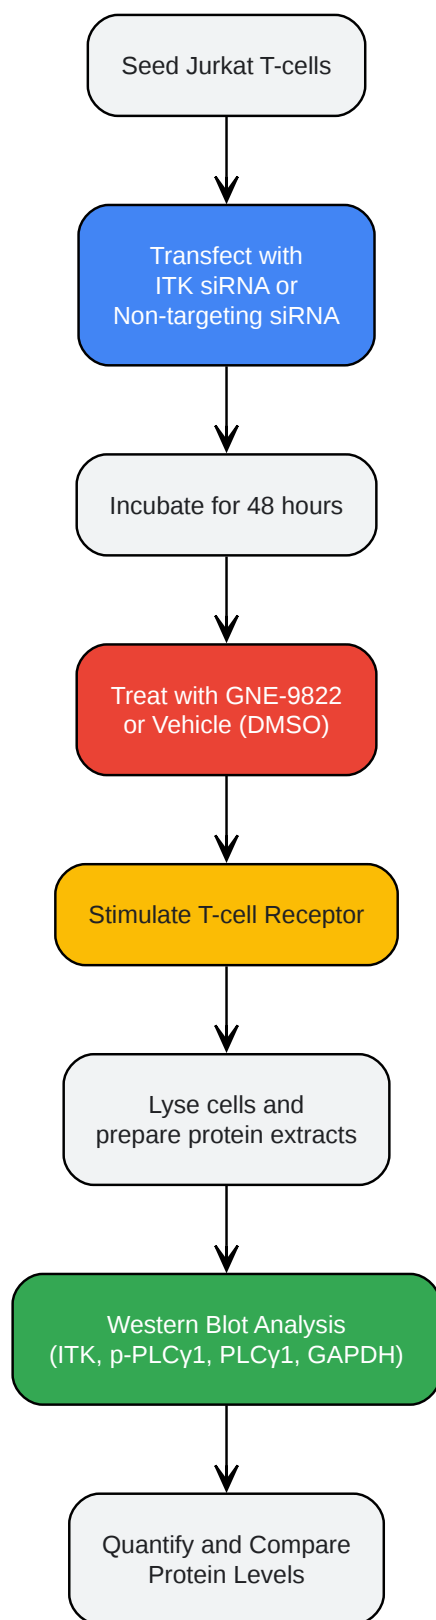 Seed Jurkat T-cells
Transfect with
ITK siRNA or
Non-targeting siRNA
Incubate for 48 hours
Treat with GNE-9822
or Vehicle (DMSO)
Stimulate T-cell Receptor
Lyse cells and
prepare protein extracts
Western Blot Analysis
(ITK, p-PLCγ1, PLCγ1, GAPDH)
Quantify and Compare
Protein Levels